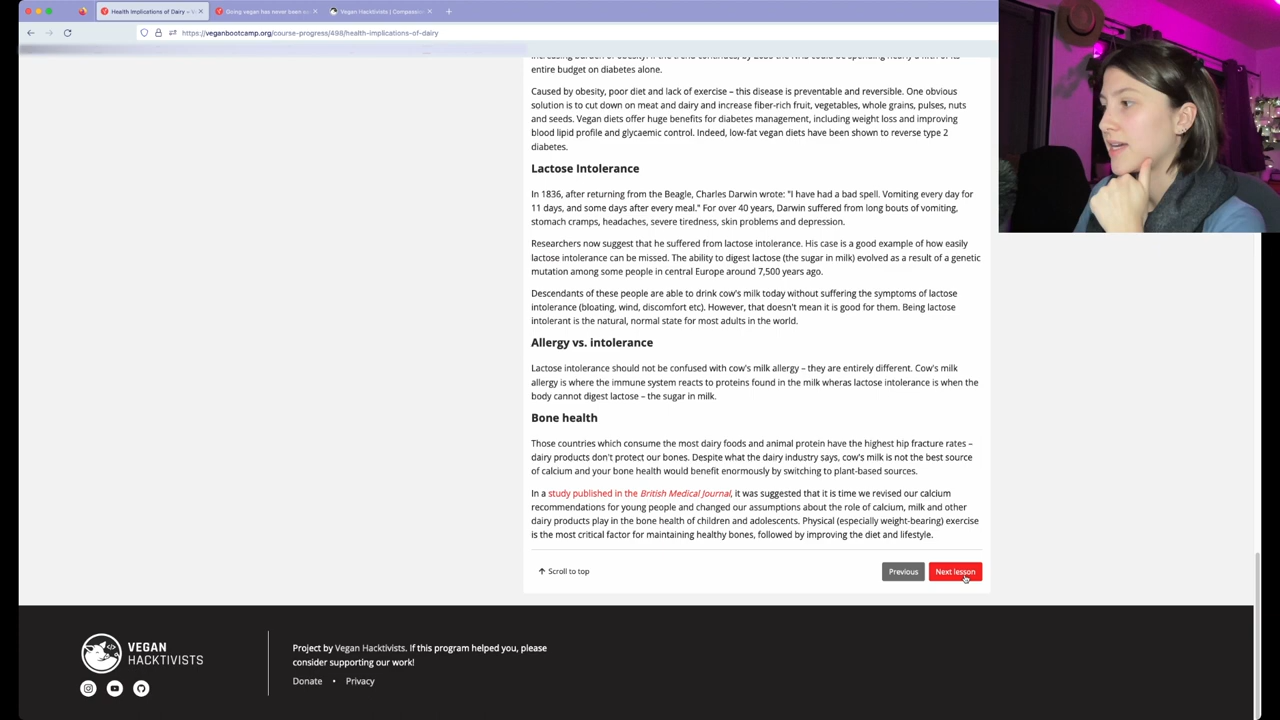 Health Implications of Dairy
Going vegan has never been
Vegan Hacktivists | Compassi
https://veganbootcamp.org/course-progress/498/health-implications-of-dairy
entire budget on diabetes alone.
Caused by obesity, poor diet and lack of exercise – this disease is preventable and reversible. One obvious
solution is to cut down on meat and dairy and increase fiber-rich fruit, vegetables, whole grains, pulses, nuts
and seeds. Vegan diets offer huge benefits for diabetes management, including weight loss and improving
blood lipid profile and glycaemic control. Indeed, low-fat vegan diets have been shown to reverse type 2
diabetes.
Lactose Intolerance
In 1836, after returning from the Beagle, Charles Darwin wrote: "I have had a bad spell. Vomiting every day for
11 days, and some days after every meal." For over 40 years, Darwin suffered from long bouts of vomiting,
stomach cramps, headaches, severe tiredness, skin problems and depression.
Researchers now suggest that he suffered from lactose intolerance. His case is a good example of how easily
lactose intolerance can be missed. The ability to digest lactose (the sugar in milk) evolved as a result of a genetic
mutation among some people in central Europe around 7,500 years ago.
Descendants of these people are able to drink cow's milk today without suffering the symptoms of lactose
intolerance (bloating, wind, discomfort etc). However, that doesn't mean it is good for them. Being lactose
intolerant is the natural, normal state for most adults in the world.
Allergy vs. intolerance
Lactose intolerance should not be confused with cow's milk allergy – they are entirely different. Cow's milk
allergy is where the immune system reacts to proteins found in the milk wheras lactose intolerance is when the
body cannot digest lactose – the sugar in milk.
Bone health
Those countries which consume the most dairy foods and animal protein have the highest hip fracture rates –
dairy products don't protect our bones. Despite what the dairy industry says, cow's milk is not the best source
of calcium and your bone health would benefit enormously by switching to plant-based sources.
In a study published in the British Medical Journal, it was suggested that it is time we revised our calcium
recommendations for young people and changed our assumptions about the role of calcium, milk and other
dairy products play in the bone health of children and adolescents. Physical (especially weight-bearing) exercise
is the most critical factor for maintaining healthy bones, followed by improving the diet and lifestyle.
Scroll to top
Previous
Next lesson
VEGAN
HACKTIVISTS
Project by Vegan Hacktivists. If this program helped you, please
consider supporting our work!
Donate • Privacy